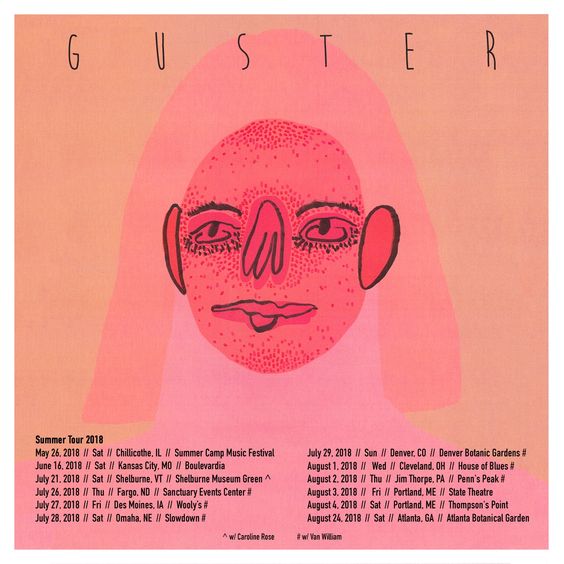 GUSTER
Summer Tour 2018
May 26, 2018 // Sat // Chillicothe, IL // Summer Camp Music Festival
June 16, 2018 // Sat // Kansas City, MO // Boulevardia
July 21, 2018 // Sat // Shelburne, VT // Shelburne Museum Green ^
July 26, 2018 // Thu // Fargo, ND // Sanctuary Events Center #
July 27, 2018 // Fri // Des Moines, IA // Wooly's #
July 28, 2018 // Sat // Omaha, NE // Slowdown #
July 29, 2018 // Sun // Denver, CO // Denver Botanic Gardens #
August 1, 2018 // Wed // Cleveland, OH // House of Blues #
August 2, 2018 // Thu // Jim Thorpe, PA // Penn's Peak #
August 3, 2018 // Fri // Portland, ME // State Theatre
August 4, 2018 // Sat // Portland, ME // Thompson's Point
August 24, 2018 // Sat // Atlanta, GA // Atlanta Botanical Garden
^ w/ Caroline Rose
# w/ Van William